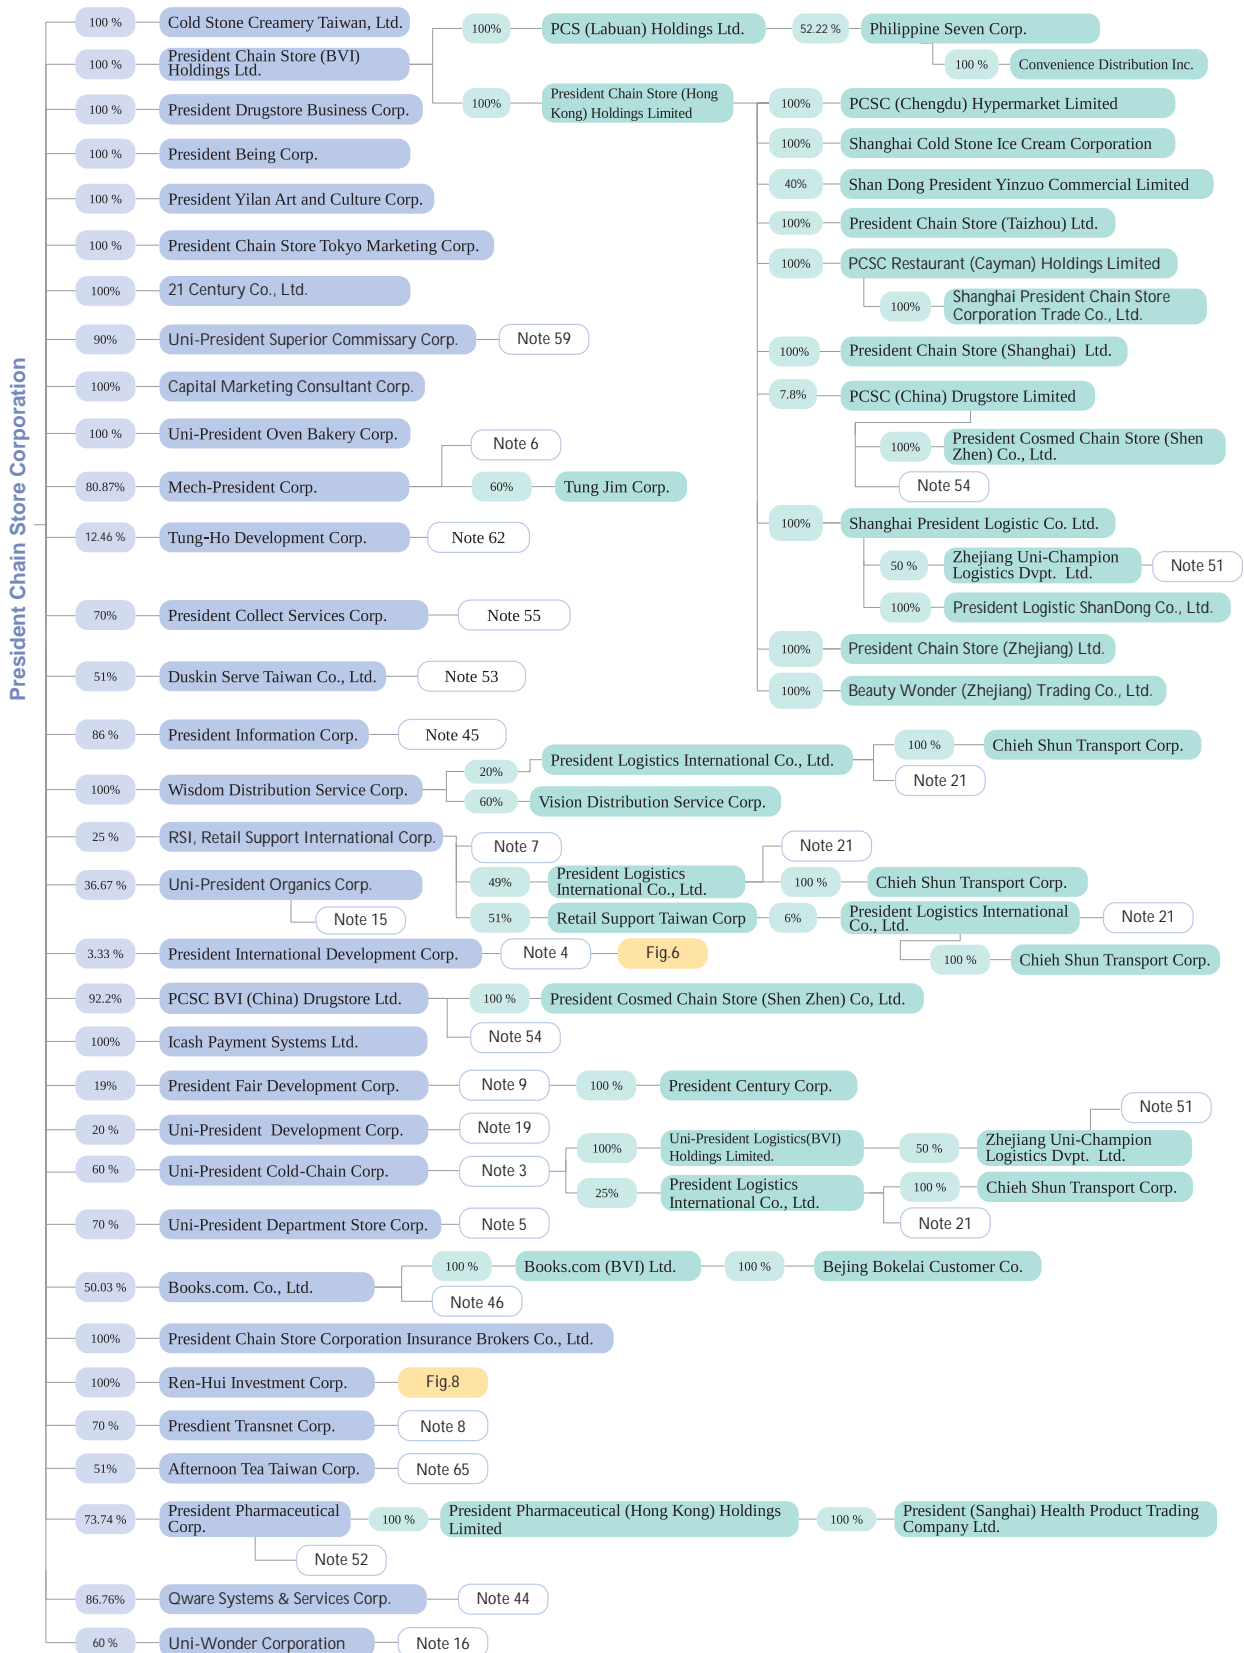 President Chain Store Corporation
100 %
Cold Stone Creamery Taiwan, Ltd.
100 %
President Chain Store (BVI)
Holdings Ltd.
100%
PCS (Labuan) Holdings Ltd.
52.22 %
Philippine Seven Corp.
100 %
Convenience Distribution Inc.
100%
President Chain Store (Hong
Kong) Holdings Limited
100%
PCSC (Chengdu) Hypermarket Limited
100%
Shanghai Cold Stone Ice Cream Corporation
40%
Shan Dong President Yinzuo Commercial Limited
100%
President Chain Store (Taizhou) Ltd.
100%
PCSC Restaurant (Cayman) Holdings Limited
100%
Shanghai President Chain Store
Corporation Trade Co., Ltd.
100%
President Chain Store (Shanghai) Ltd.
7.8%
PCSC (China) Drugstore Limited
100%
President Cosmed Chain Store (Shen
Zhen) Co., Ltd.
Note 54
100%
Shanghai President Logistic Co. Ltd.
50 %
Zhejiang Uni-Champion
Logistics Dvpt. Ltd.
Note 51
100%
President Logistic ShanDong Co., Ltd.
100%
President Chain Store (Zhejiang) Ltd.
100%
Beauty Wonder (Zhejiang) Trading Co., Ltd.
100 %
President Drugstore Business Corp.
100 %
President Being Corp.
100 %
President Yilan Art and Culture Corp.
100 %
President Chain Store Tokyo Marketing Corp.
100%
21 Century Co., Ltd.
90%
Uni-President Superior Commissary Corp.
Note 59
100%
Capital Marketing Consultant Corp.
100 %
Uni-President Oven Bakery Corp.
80.87%
Mech-President Corp.
Note 6
60%
Tung Jim Corp.
12.46 %
Tung-Ho Development Corp.
Note 62
70%
President Collect Services Corp.
Note 55
51%
Duskin Serve Taiwan Co., Ltd.
Note 53
86 %
President Information Corp.
Note 45
100%
Wisdom Distribution Service Corp.
20%
President Logistics International Co., Ltd.
100 %
Chieh Shun Transport Corp.
Note 21
60%
Vision Distribution Service Corp.
25 %
RSI, Retail Support International Corp.
Note 7
49%
President Logistics
International Co., Ltd.
Note 21
100 %
Chieh Shun Transport Corp.
51%
Retail Support Taiwan Corp
6%
President Logistics International
Co., Ltd.
Note 21
100 %
Chieh Shun Transport Corp.
36.67 %
Uni-President Organics Corp.
Note 15
3.33 %
President International Development Corp.
Note 4
Fig.6
92.2%
PCSC BVI (China) Drugstore Ltd.
100 %
President Cosmed Chain Store (Shen Zhen) Co, Ltd.
Note 54
100%
Icash Payment Systems Ltd.
19%
President Fair Development Corp.
Note 9
100 %
President Century Corp.
20 %
Uni-President Development Corp.
Note 19
60 %
Uni-President Cold-Chain Corp.
Note 3
100%
Uni-President Logistics(BVI)
Holdings Limited.
50 %
Zhejiang Uni-Champion
Logistics Dvpt. Ltd.
Note 51
25%
President Logistics
International Co., Ltd.
100 %
Chieh Shun Transport Corp.
Note 21
70 %
Uni-President Department Store Corp.
Note 5
50.03 %
Books.com. Co., Ltd.
100 %
Books.com (BVI) Ltd.
100 %
Bejing Bokelai Customer Co.
Note 46
100%
President Chain Store Corporation Insurance Brokers Co., Ltd.
100%
Ren-Hui Investment Corp.
Fig.8
70 %
Presdient Transnet Corp.
Note 8
51%
Afternoon Tea Taiwan Corp.
Note 65
73.74 %
President Pharmaceutical
Corp.
100 %
President Pharmaceutical (Hong Kong) Holdings
Limited
100 %
President (Sanghai) Health Product Trading
Company Ltd.
Note 52
86.76%
Qware Systems & Services Corp.
Note 44
60 %
Uni-Wonder Corporation
Note 16